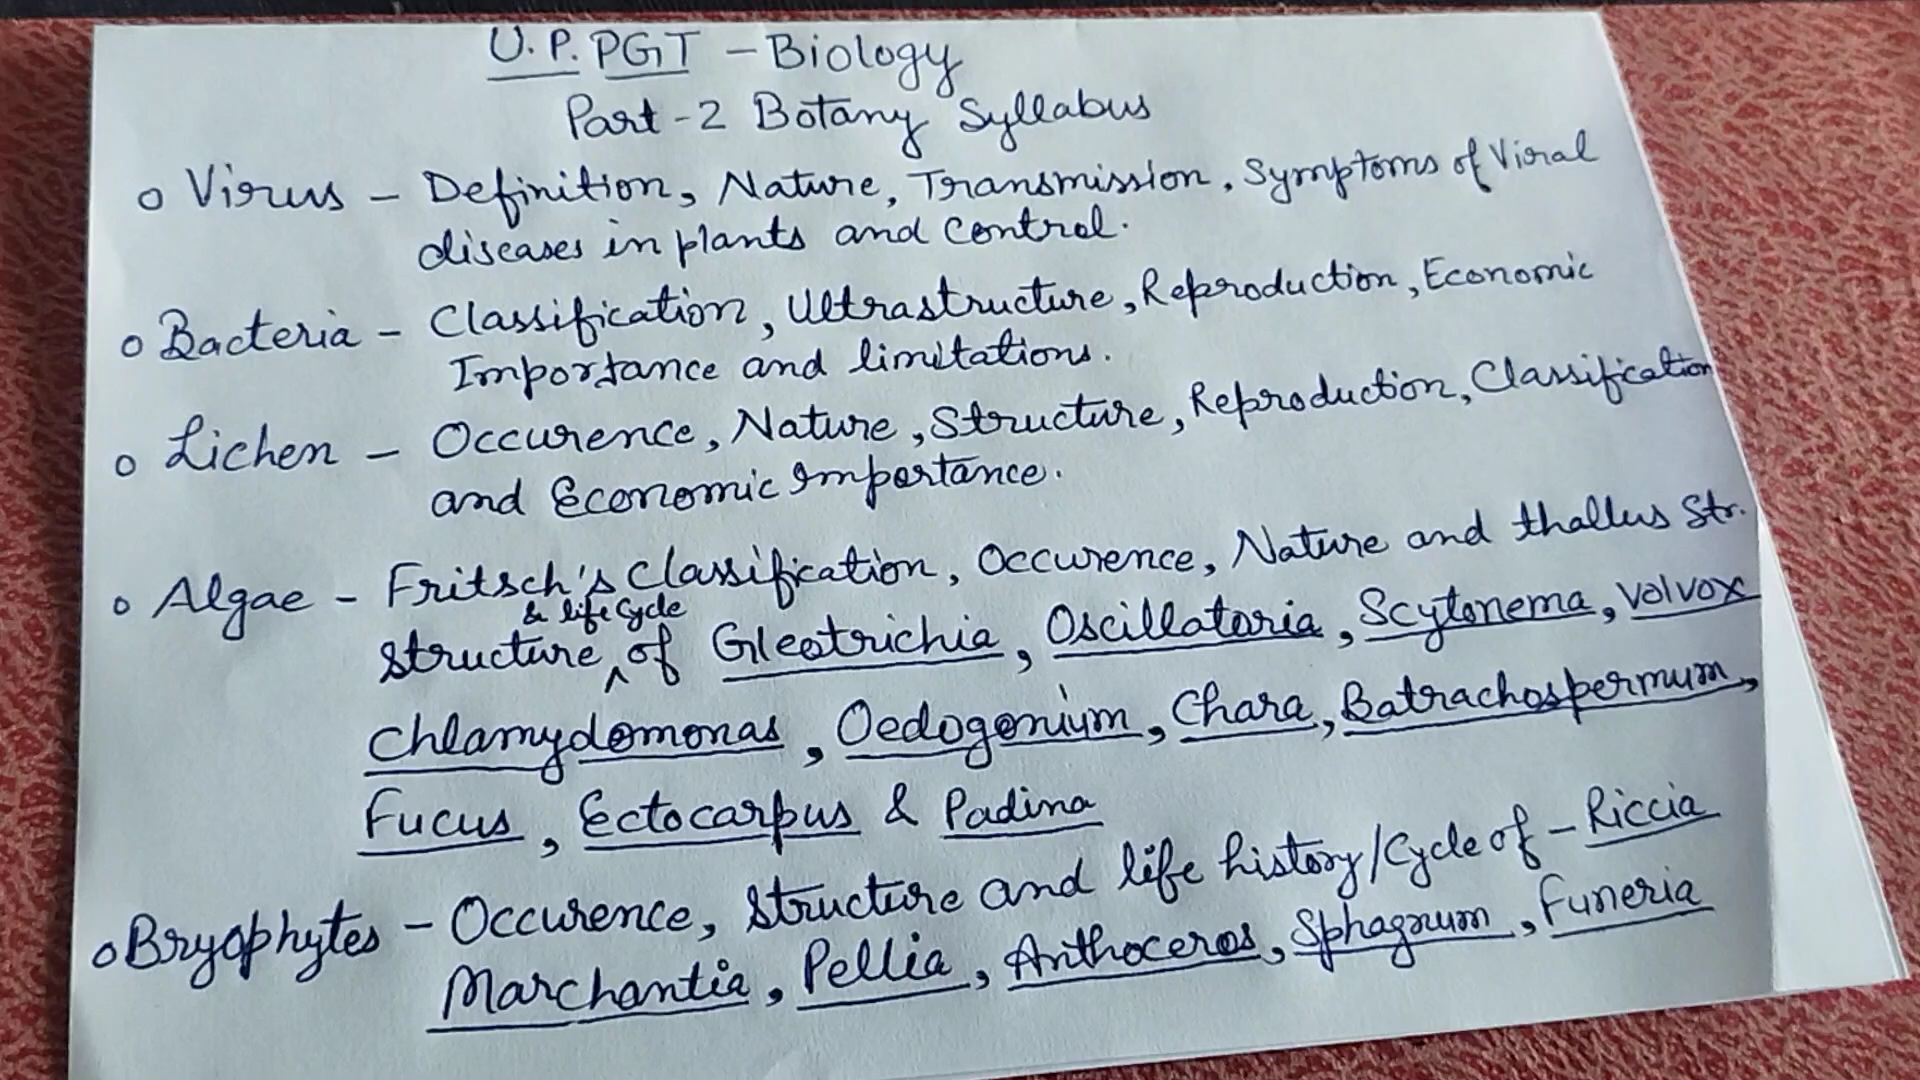 U.P. PGT - Biology
Part-2 Botany Syllabus
o Virus - Definition, Nature, Transmission, Symptoms of Viral
diseases in plants and control.
o Bacteria - Classification, Ultrastructure, Reproduction, Economic
Importance and limitations.
o Lichen - Occurence, Nature, Structure, Reproduction, Classification
and Economic Importance.
o Algae - Fritsch's Classification, Occurence, Nature and thallus Str.
& life cycle
structure ^ of Gleotrichia, Oscillatoria, Scytonema, Volvox
Chlamydomonas, Oedogonium, Chara, Batrachospermum,
Fucus, Ectocarpus & Padina
o Bryophytes - Occurence, Structure and life history/Cycle of - Riccia
Marchantia, Pellia, Anthoceros, Sphagnum, Funeria